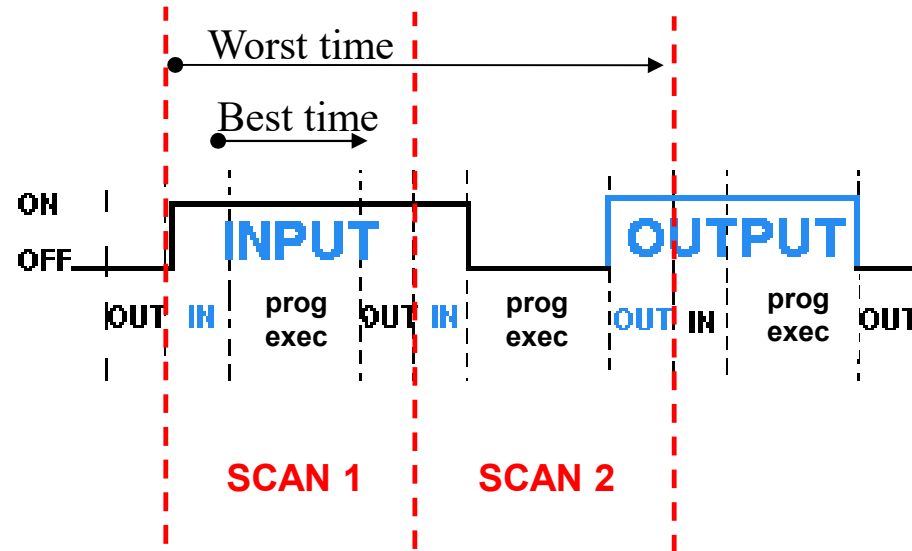 Worst time
Best time
ON
INPUT
OUTPUT
OFF
OUT IN prog exec OUT IN prog exec OUT IN prog exec OUT
SCAN 1 SCAN 2